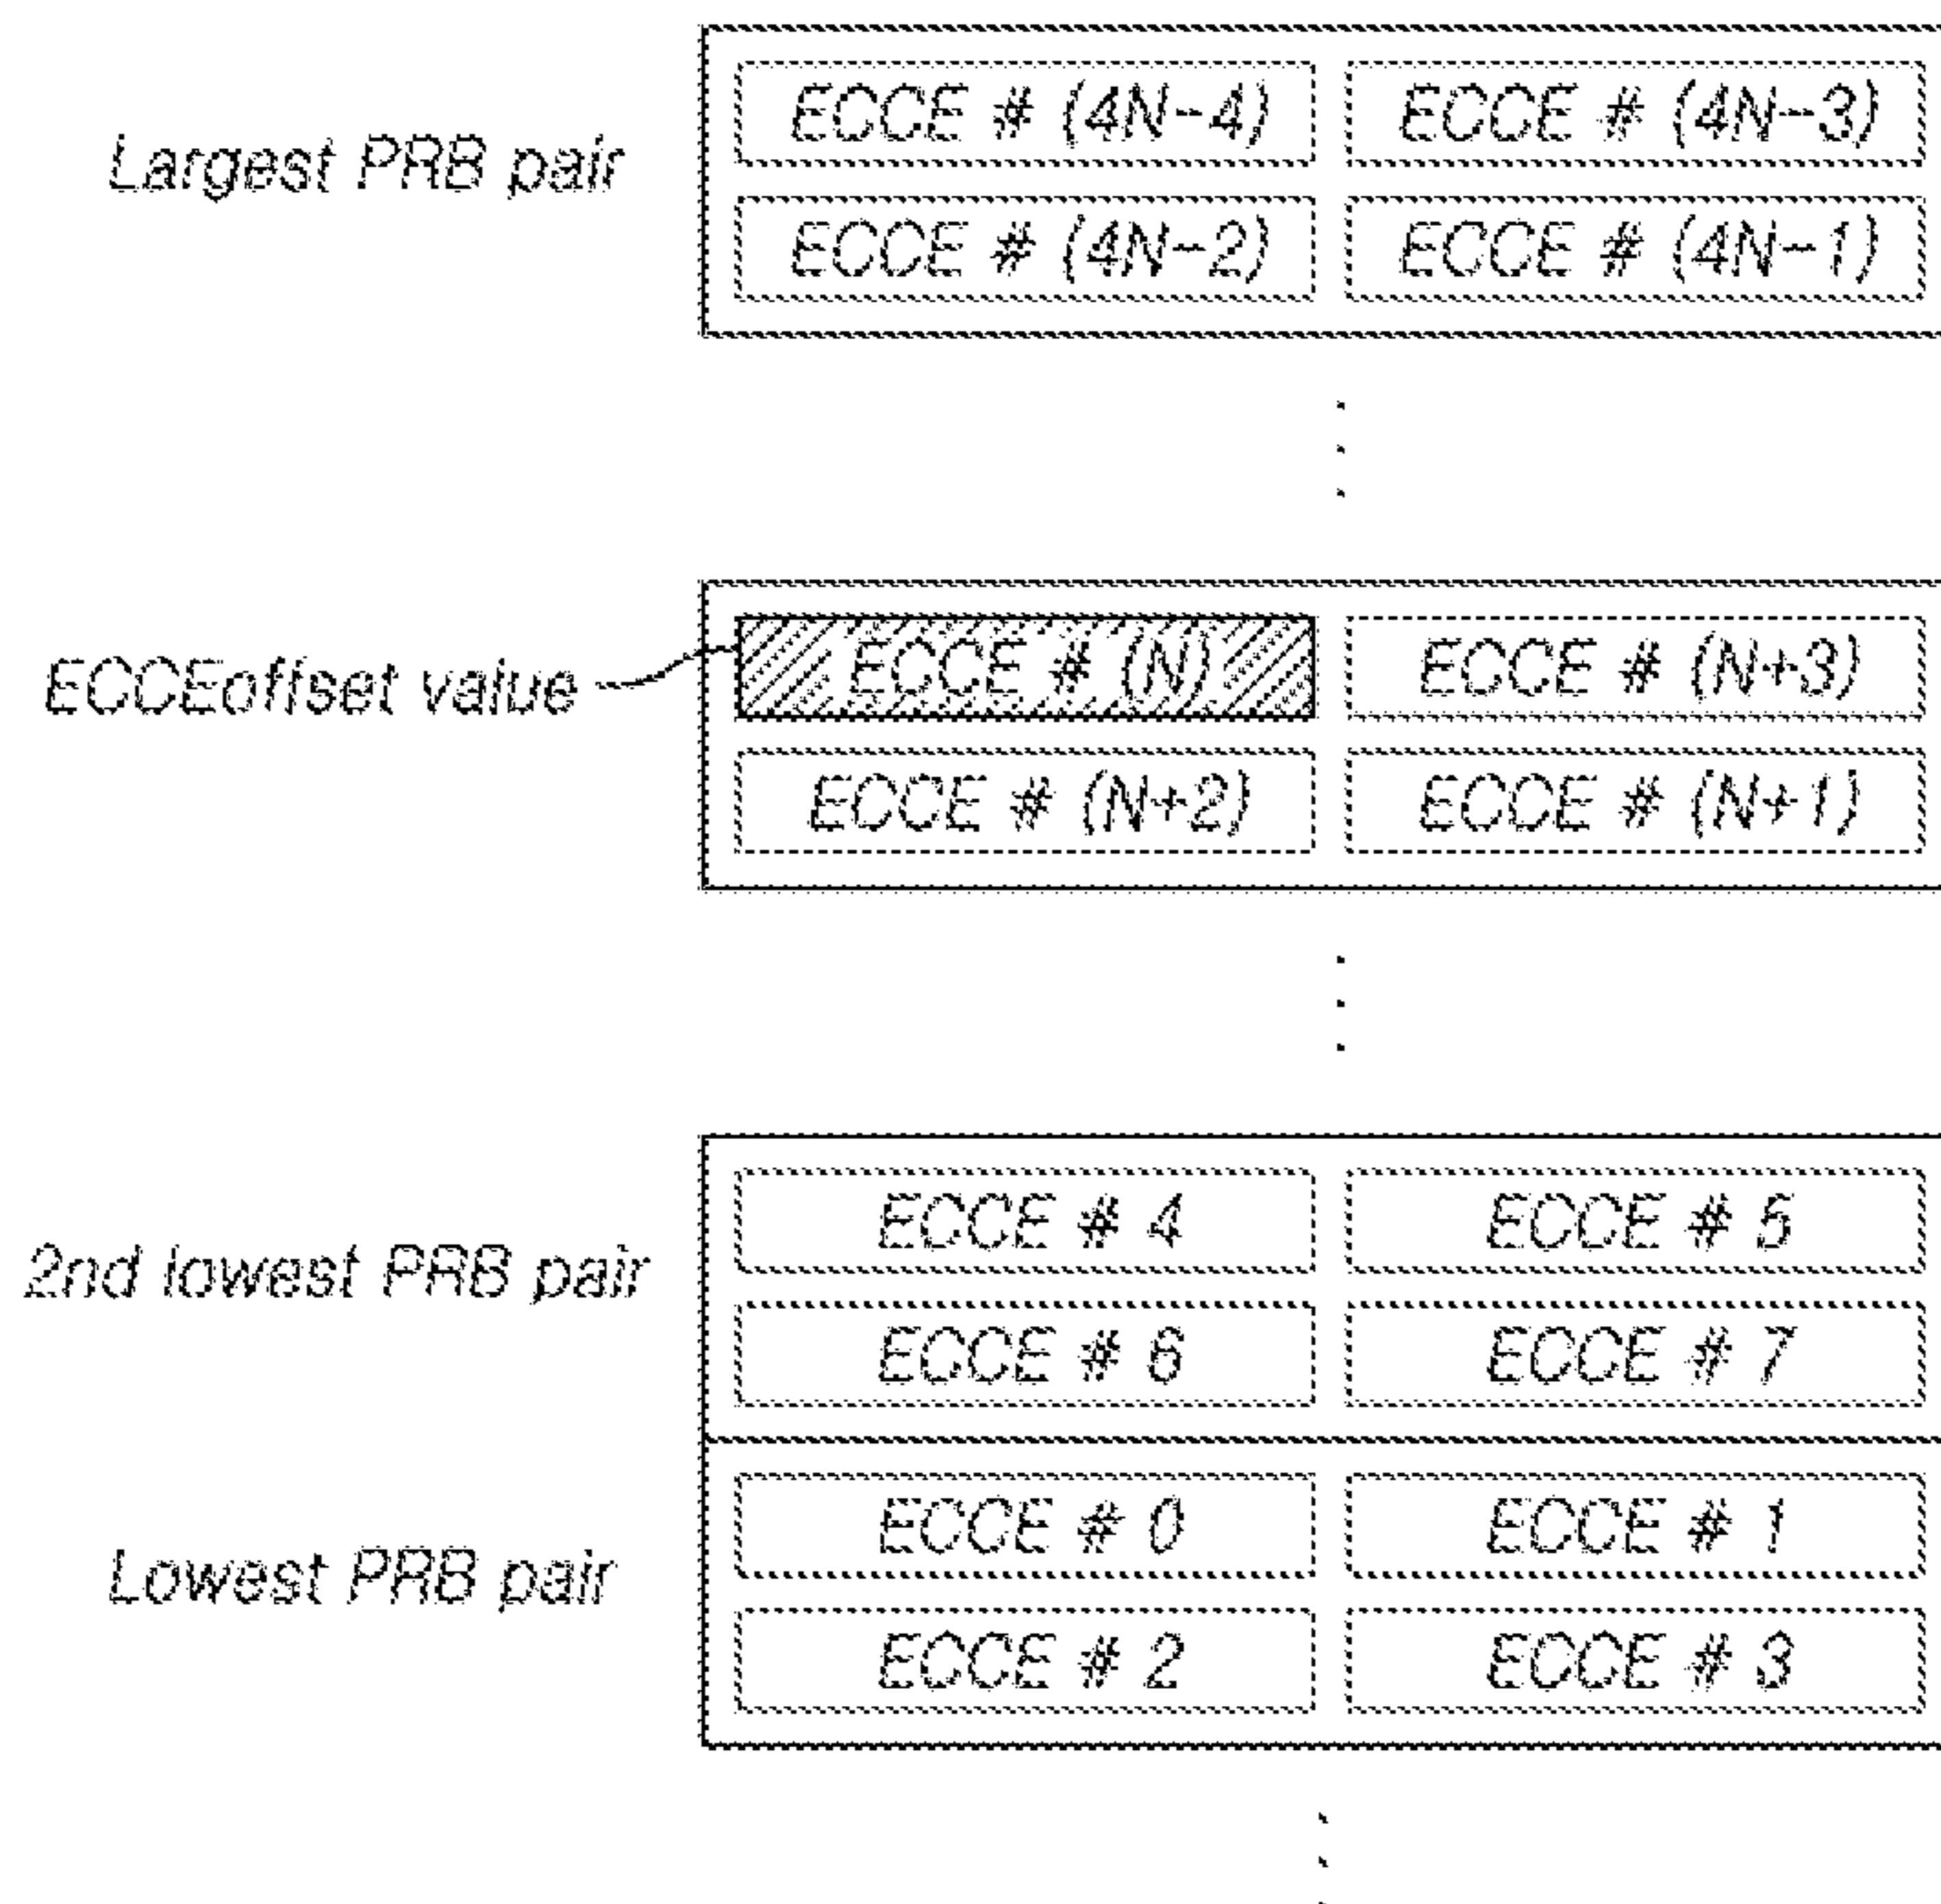 ECCE # (4N-4) ECCE # (4N-3)
Largest PRB pair
ECCE # (4N-2) ECCE # (4N-1)
ECCEoffset value
ECCE # (N) ECCE # (N+3)
ECCE # (N+2) ECCE # (N+1)
ECCE # 4 ECCE # 5
2nd lowest PRB pair
ECCE # 6 ECCE # 7
ECCE # 0 ECCE # 1
Lowest PRB pair
ECCE # 2 ECCE # 3